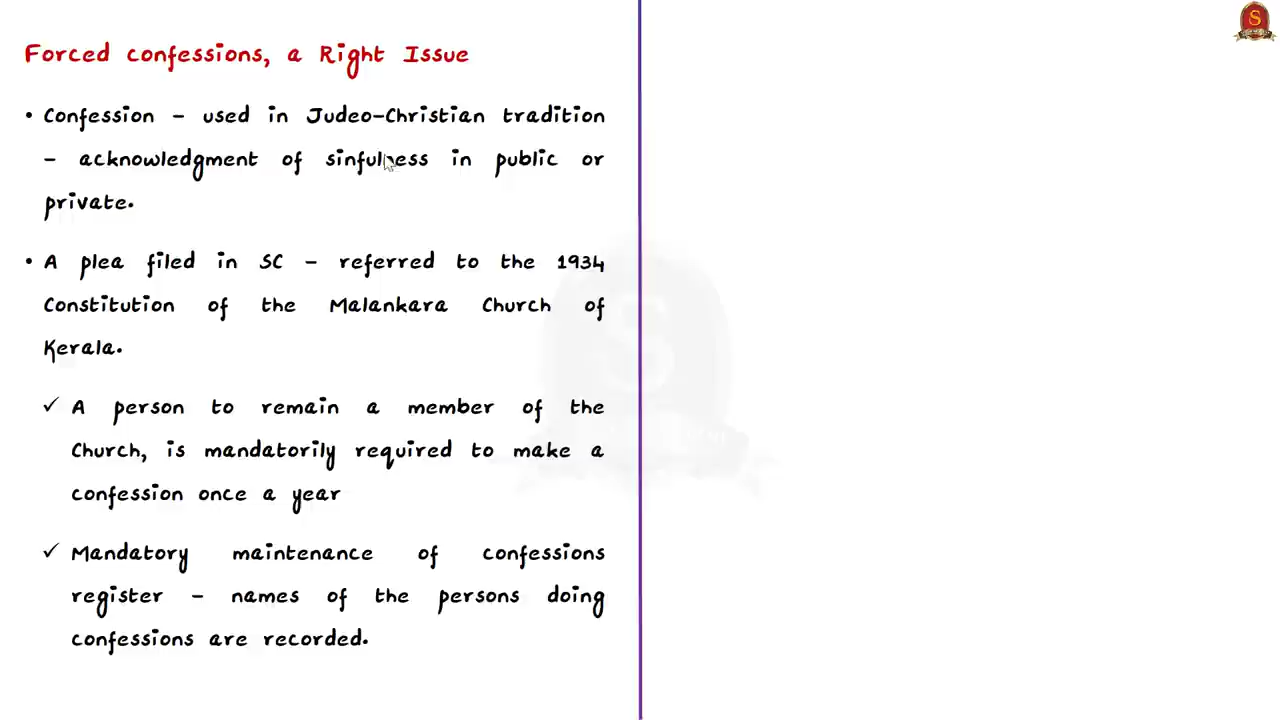 Forced confessions, a Right Issue
• Confession – used in Judeo-Christian tradition
– acknowledgment of sinfulness in public or
private.
• A plea filed in SC – referred to the 1934
Constitution of the Malankara Church of
Kerala.
✓ A person to remain a member of the
Church, is mandatorily required to make a
confession once a year
✓ Mandatory maintenance of confessions
register – names of the persons doing
confessions are recorded.
S